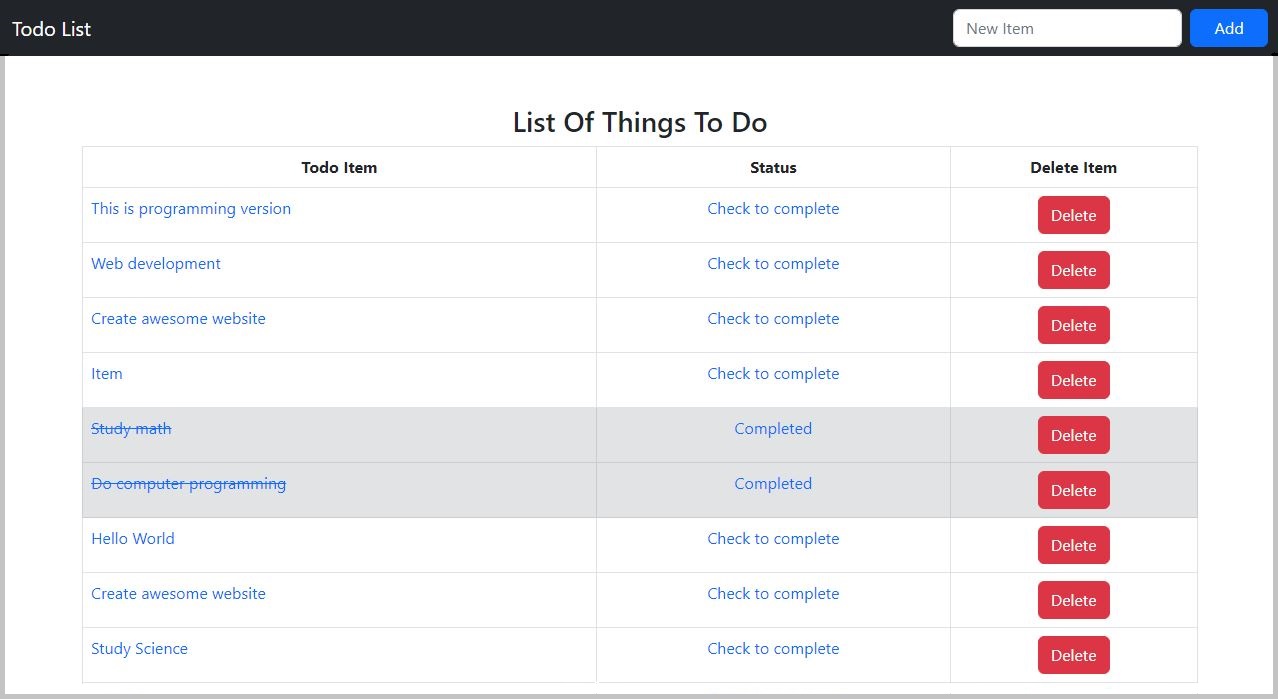 Todo List New Item Add
List Of Things To Do
Todo Item Status Delete Item
This is programming version Check to complete Delete
Web development Check to complete Delete
Create awesome website Check to complete Delete
Item Check to complete Delete
Study math Completed Delete
Do computer programming Completed Delete
Hello World Check to complete Delete
Create awesome website Check to complete Delete
Study Science Check to complete Delete